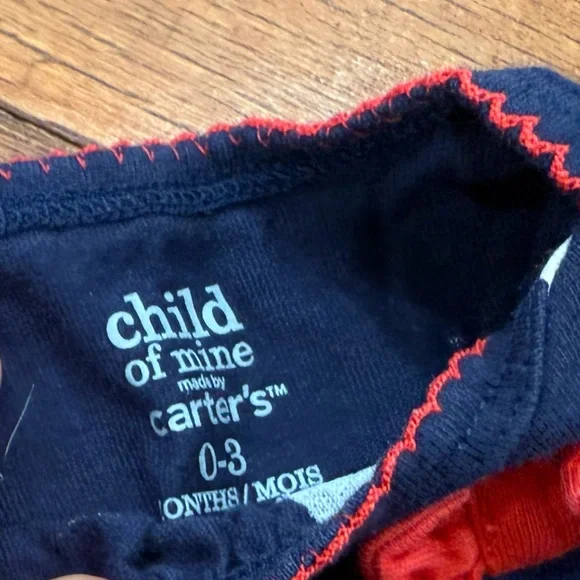 child
of mine
made by
carter's™
0-3
ONTHS / MOIS